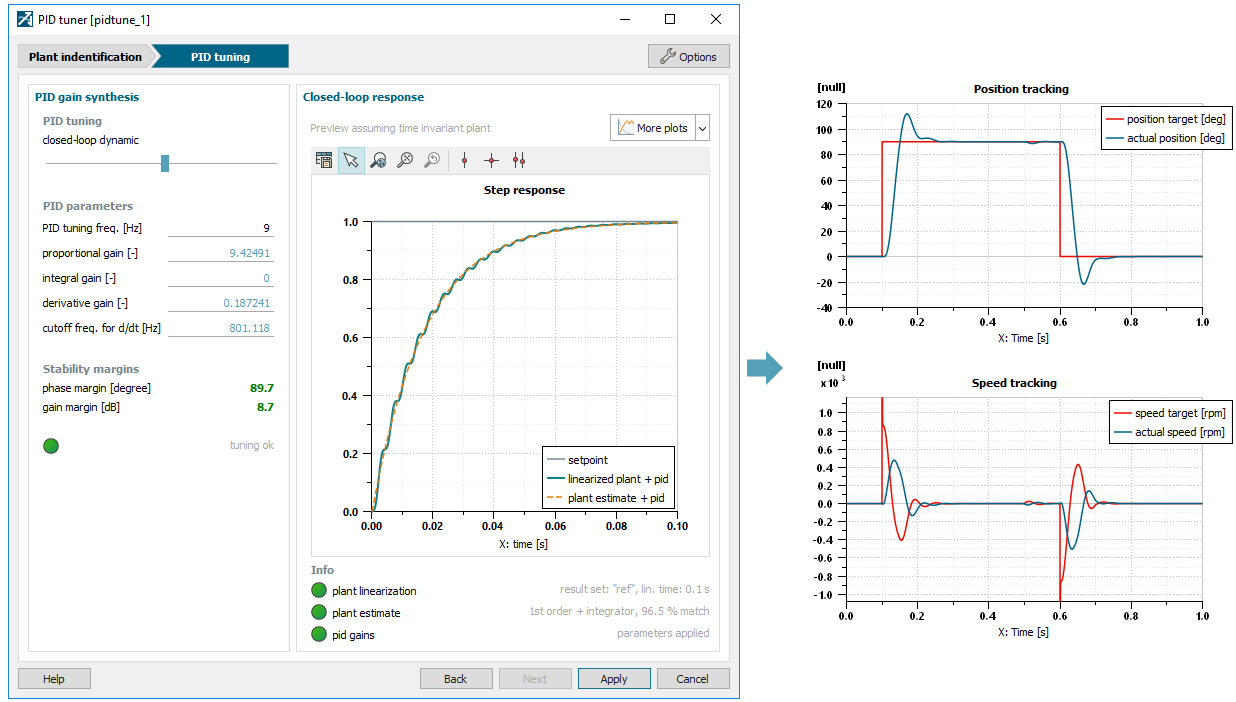 PID tuner [pidtune_1]
Plant indentification
PID tuning
Options
PID gain synthesis
PID tuning
closed-loop dynamic
PID parameters
PID tuning freq. [Hz] 9
proportional gain [-] 9.42491
integral gain [-] 0
derivative gain [-] 0.187241
cutoff freq. for d/dt [Hz] 801.118
Stability margins
phase margin [degree] 89.7
gain margin [dB] 8.7
tuning ok
Closed-loop response
Preview assuming time invariant plant
More plots
Step response
1.0
0.8
0.6
0.4
0.2
0.0
0.00 0.02 0.04 0.06 0.08 0.10
X: time [s]
setpoint
linearized plant + pid
plant estimate + pid
Info
plant linearization result set: "ref", lin. time: 0.1 s
plant estimate 1st order + integrator, 96.5 % match
pid gains parameters applied
Help
Back
Next
Apply
Cancel
[null]
Position tracking
120
100
80
60
40
20
0
-20
-40
0.0 0.2 0.4 0.6 0.8 1.0
X: Time [s]
position target [deg]
actual position [deg]
[null]
x 10 3
Speed tracking
1.0
0.8
0.6
0.4
0.2
0.0
-0.2
-0.4
-0.6
-0.8
-1.0
0.0 0.2 0.4 0.6 0.8 1.0
X: Time [s]
speed target [rpm]
actual speed [rpm]